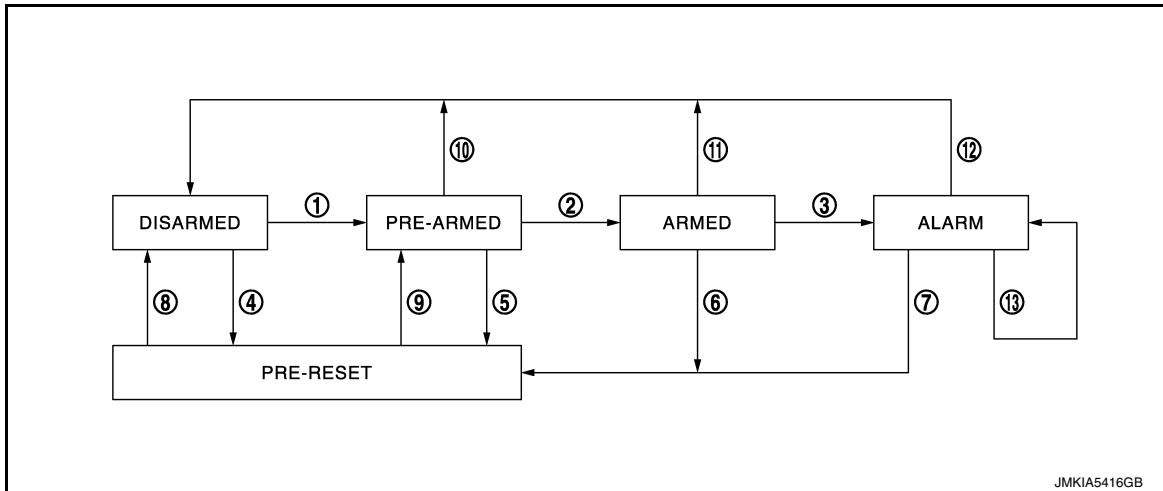 ⑩ ⑪ ⑫
DISARMED ① PRE-ARMED ② ARMED ③ ALARM
⑧ ④ ⑨ ⑤ ⑥ ⑦ ⑬
PRE-RESET
JMKIA5416GB